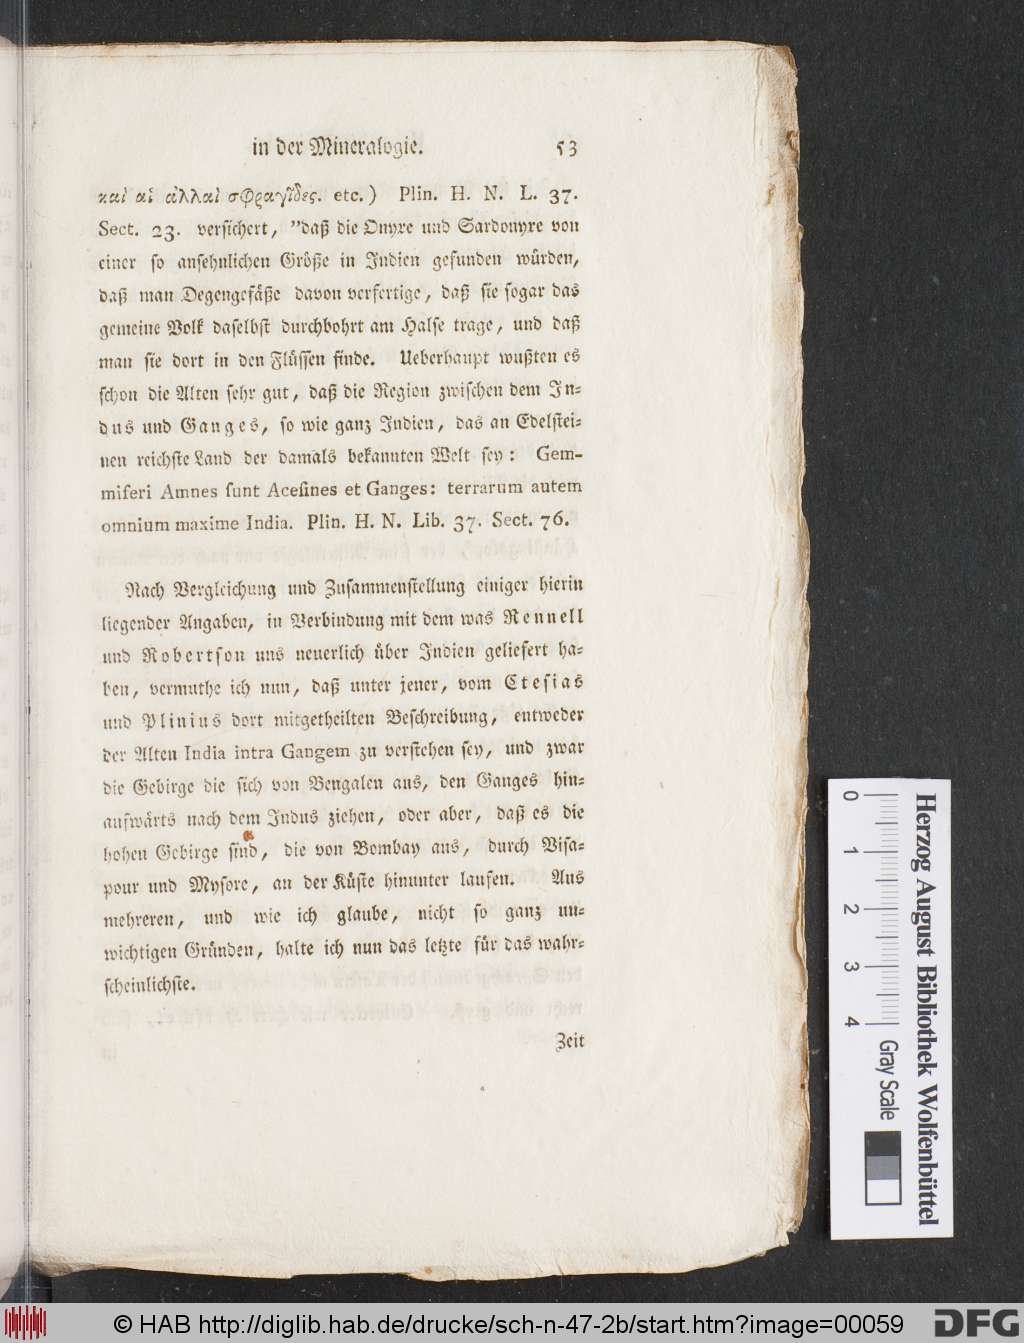 in der Mineralogie. 53
καὶ αἱ ἀλλαὶ σφραγῖδες. etc.) Plin. H. N. L. 37.
Sect. 23. versichert, "daß die Onyxe und Sardonyxe von
einer so ansehnlichen Größe in Indien gefunden würden,
daß man Degengefäße davon verfertige, daß sie sogar das
gemeine Volk daselbst durchbohrt am Halse trage, und daß
man sie dort in den Flüssen finde. Ueberhaupt wußten es
schon die Alten sehr gut, daß die Region zwischen dem In-
dus und Ganges, so wie ganz Indien, das an Edelstei-
nen reichste Land der damals bekannten Welt sey: Gem-
miferi Amnes sunt Acesines et Ganges: terrarum autem
omnium maxime India. Plin. H. N. Lib. 37. Sect. 76.
Nach Vergleichung und Zusammenstellung einiger hierin
liegender Angaben, in Verbindung mit dem was Rennell
und Robertson uns neuerlich über Indien geliefert ha-
ben, vermuthe ich nun, daß unter jener, vom Ctesias
und Plinius dort mitgetheilten Beschreibung, entweder
der Alten India intra Gangem zu verstehen sey, und zwar
die Gebirge die sich von Bengalen aus, den Ganges hin-
aufwärts nach dem Indus ziehen, oder aber, daß es die
hohen Gebirge sind, die von Bombay aus, durch Visa-
pour und Mysore, an der Küste hinunter laufen. Aus
mehreren, und wie ich glaube, nicht so ganz un-
wichtigen Gründen, halte ich nun das letzte für das wahr-
scheinlichste.
Zeit
0 1 2 3 4
Gray Scale
Herzog August Bibliothek Wolfenbüttel
© HAB http://diglib.hab.de/drucke/sch-n-47-2b/start.htm?image=00059
DFG